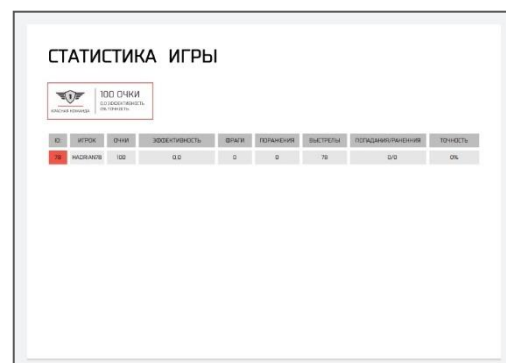 СТАТИСТИКА ИГРЫ
100 ОЧКИ
0,0 ЭФФЕКТИВНОСТЬ
0% ТОЧНОСТЬ
КРАСНАЯ КОМАНДА
ID ИГРОК ОЧКИ ЭФФЕКТИВНОСТЬ ФРАГИ ПОРАЖЕНИЯ ВЫСТРЕЛЫ ПОПАДАНИЯ/РАНЕНИЯ ТОЧНОСТЬ
78 HADRIAN78 100 0,0 0 0 78 0/0 0%